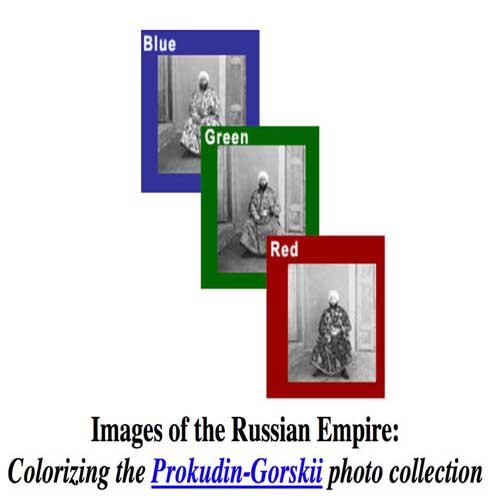 Blue
Green
Red
Images of the Russian Empire:
Colorizing the Prokudin-Gorskii photo collection